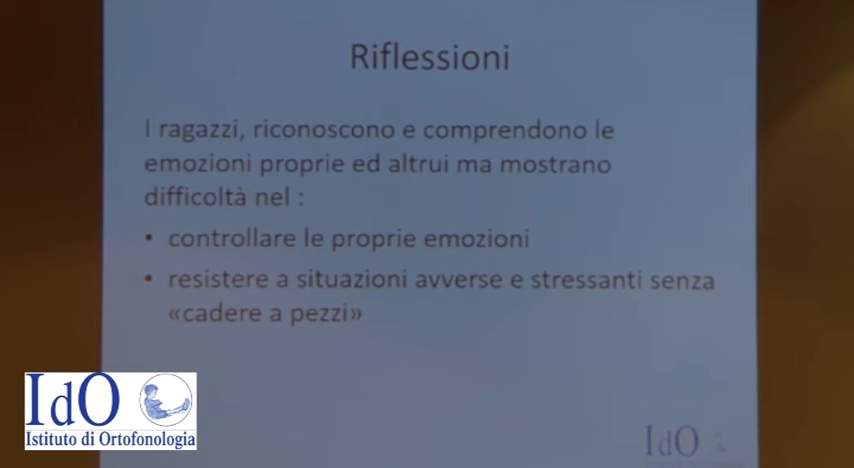 Riflessioni
I ragazzi, riconoscono e comprendono le
emozioni proprie ed altrui ma mostrano
difficoltà nel :
• controllare le proprie emozioni
• resistere a situazioni avverse e stressanti senza
«cadere a pezzi»
IdO
Istituto di Ortofonologia
IdO